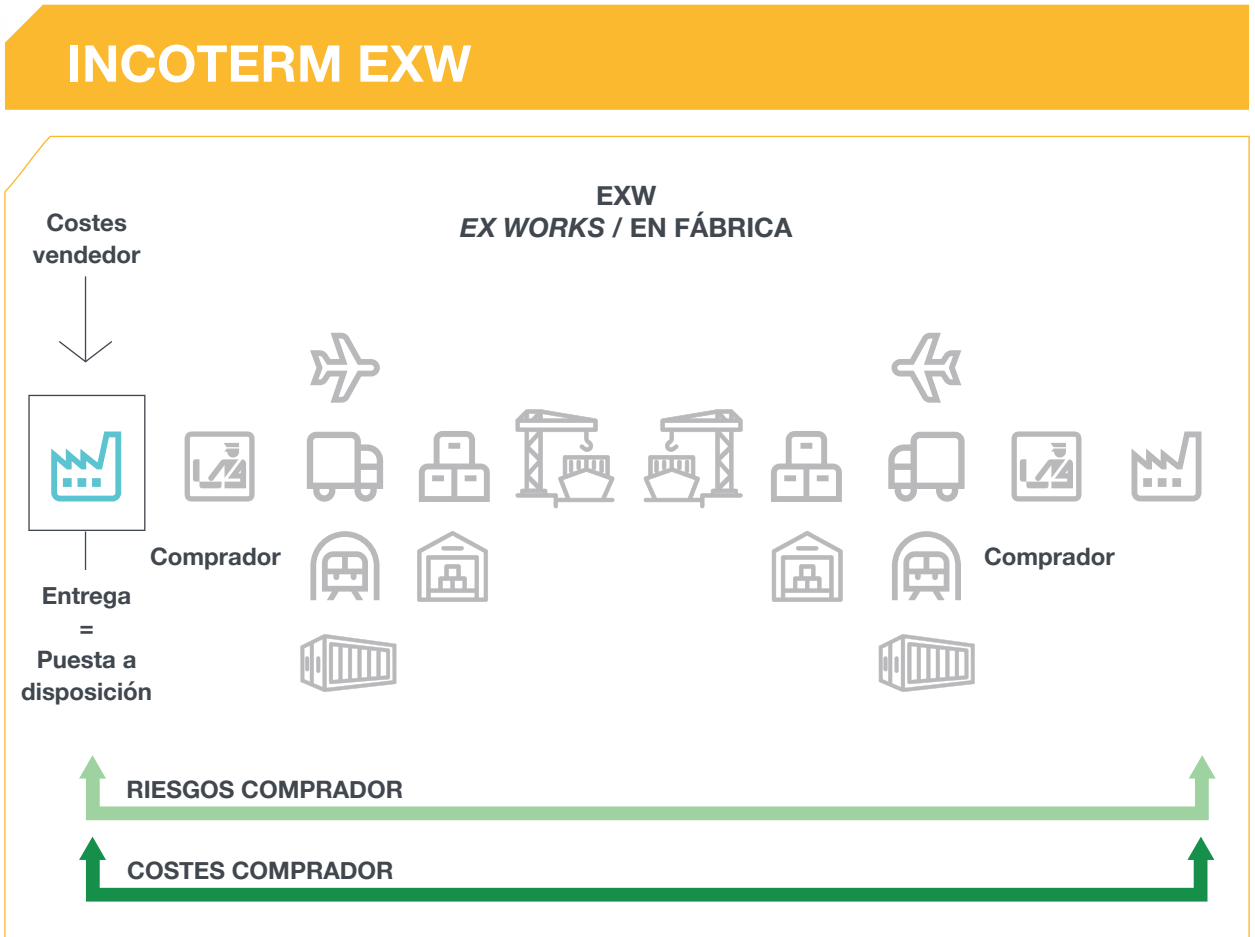 INCOTERM EXW
EXW
EX WORKS / EN FÁBRICA
Costes
vendedor
Comprador
Comprador
Entrega
=
Puesta a
disposición
RIESGOS COMPRADOR
COSTES COMPRADOR